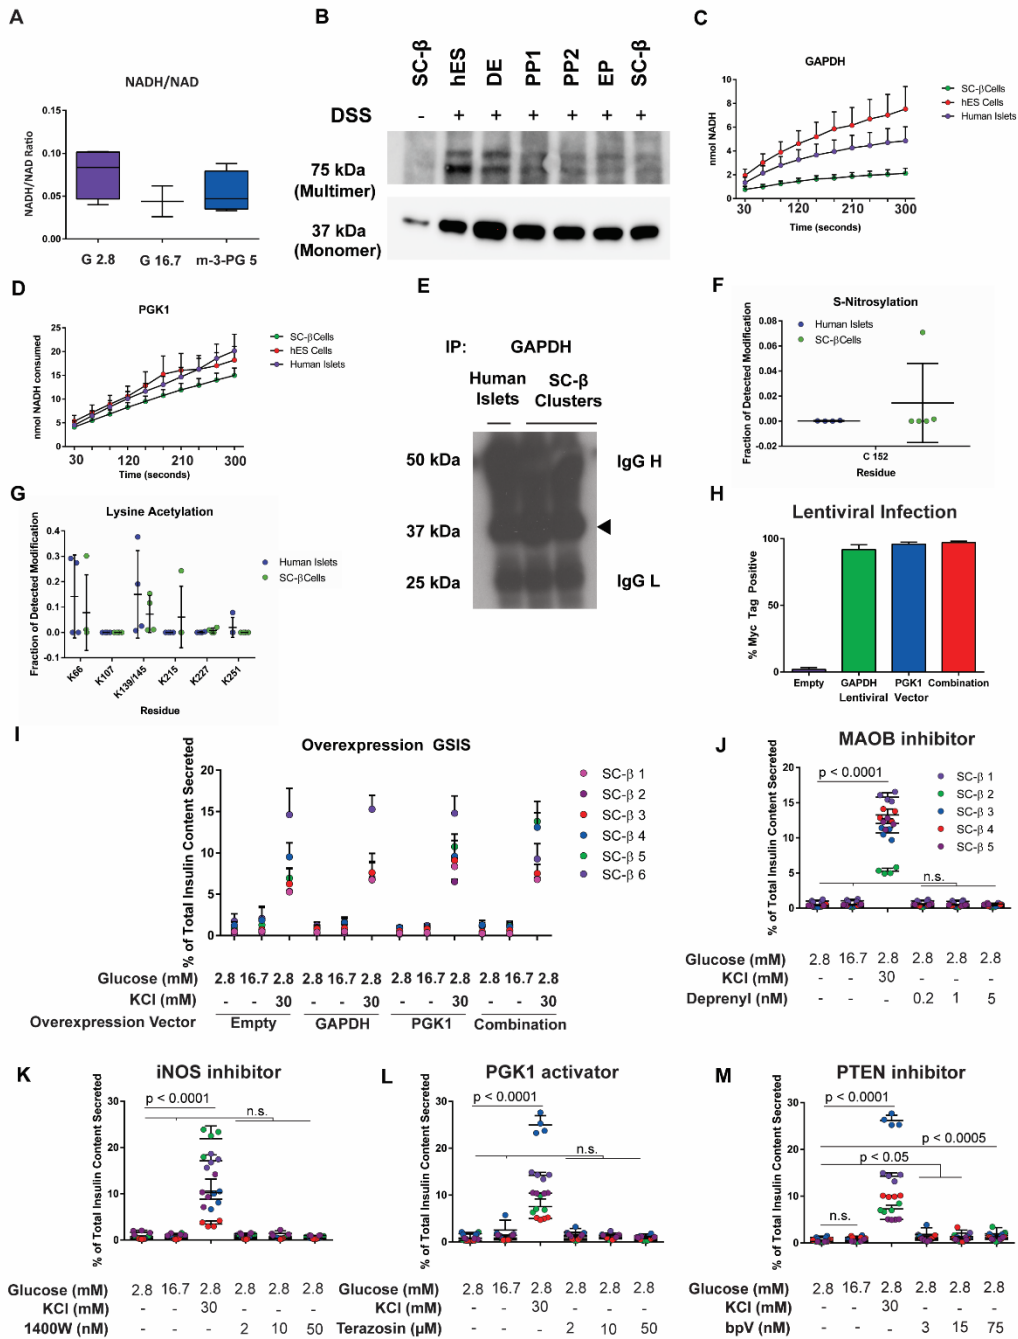 A
NADH/NAD
NADH/NAD Ratio
0.15
0.10
0.05
0.00
G 2.8 G 16.7 m-3-PG 5
B
SC-β hES DE PP1 PP2 EP SC-β
DSS - + + + + + +
75 kDa
(Multimer)
37 kDa
(Monomer)
C
GAPDH
nmol NADH
10
8
6
4
2
0
30 120 210 300
Time (seconds)
SC-βCells
hES Cells
Human Islets
D
PGK1
nmol NADH consumed
25
20
15
10
5
0
30 120 210 300
Time (seconds)
SC-βCells
hES Cells
Human Islets
E
IP: GAPDH
Human
Islets
SC-β
Clusters
50 kDa IgG H
37 kDa
25 kDa IgG L
F
S-Nitrosylation
Fraction of Detected Modification
0.08
0.06
0.04
0.02
0.00
-0.02
Human Islets
SC-βCells
C 152
Residue
G
Lysine Acetylation
Fraction of Detected Modification
0.4
0.3
0.2
0.1
0.0
-0.1
Human Islets
SC-βCells
K66 K107 K139/145 K215 K227 K251
Residue
H
Lentiviral Infection
% Myc Tag Positive
100
50
0
Empty GAPDH PGK1 Combination
Lentiviral Vector
I
Overexpression GSIS
% of Total Insulin Content Secreted
20
15
10
5
0
SC-β 1
SC-β 2
SC-β 3
SC-β 4
SC-β 5
SC-β 6
Glucose (mM) 2.8 16.7 2.8 2.8 16.7 2.8 2.8 16.7 2.8 2.8 16.7 2.8
KCl (mM) - - 30 - - 30 - - 30 - - 30
Overexpression Vector Empty GAPDH PGK1 Combination
J
MAOB inhibitor
% of Total Insulin Content Secreted
20
15
10
5
0
p < 0.0001
n.s.
SC-β 1
SC-β 2
SC-β 3
SC-β 4
SC-β 5
Glucose (mM) 2.8 16.7 2.8 2.8 2.8 2.8
KCl (mM) - - 30 - - -
Deprenyl (nM) - - - 0.2 1 5
K
iNOS inhibitor
% of Total Insulin Content Secreted
30
20
10
0
p < 0.0001
n.s.
Glucose (mM) 2.8 16.7 2.8 2.8 2.8 2.8
KCl (mM) - - 30 - - -
1400W (nM) - - - 2 10 50
L
PGK1 activator
% of Total Insulin Content Secreted
30
20
10
0
p < 0.0001
n.s.
Glucose (mM) 2.8 16.7 2.8 2.8 2.8 2.8
KCl (mM) - - 30 - - -
Terazosin (µM) - - - 2 10 50
M
PTEN inhibitor
% of Total Insulin Content Secreted
30
20
10
0
p < 0.0001
p < 0.0005
p < 0.05
n.s.
Glucose (mM) 2.8 16.7 2.8 2.8 2.8 2.8
KCl (mM) - - 30 - - -
bpV (nM) - - - 3 15 75